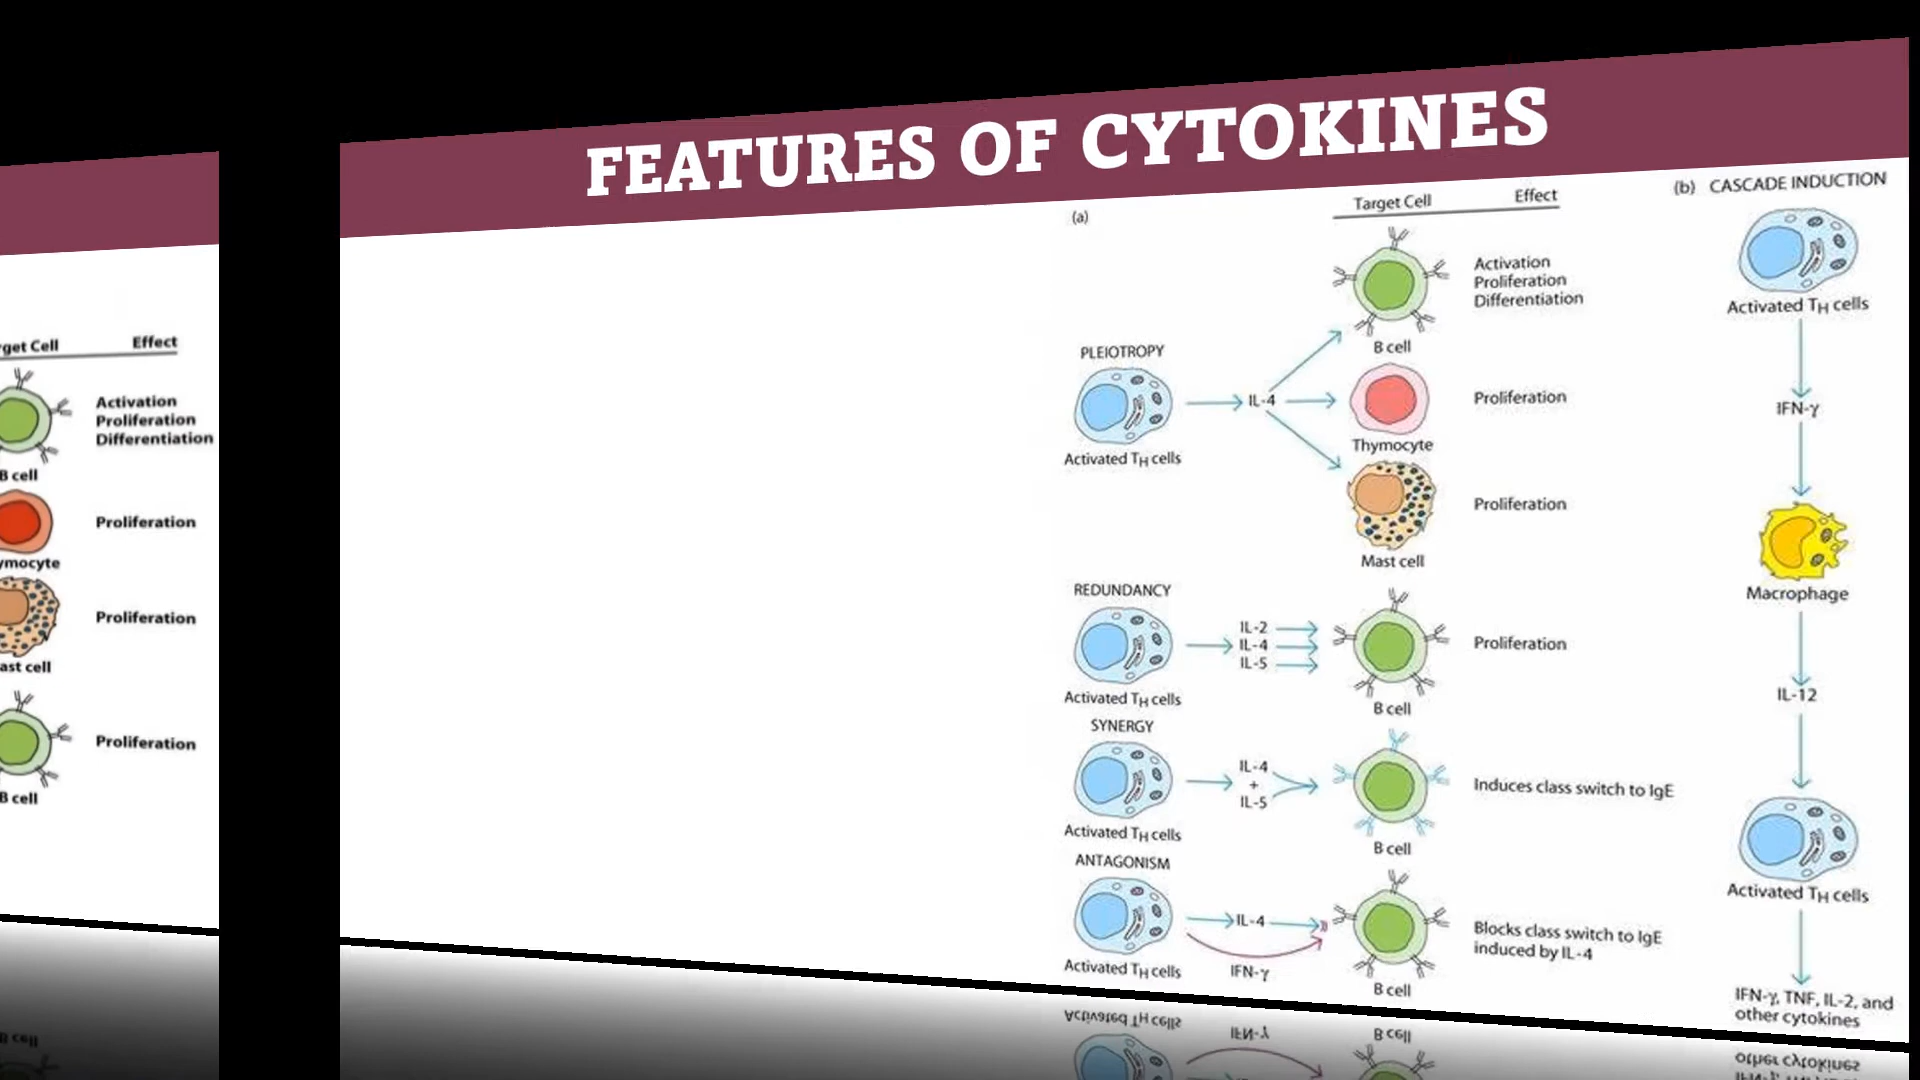 FEATURES OF CYTOKINES
get Cell Effect
Activation
Proliferation
Differentiation
B cell
Proliferation
ymocyte
Proliferation
ast cell
Proliferation
B cell
(a)
Target Cell Effect
Activation
Proliferation
Differentiation
B cell
PLEIOTROPY
IL-4
Proliferation
Thymocyte
Activated TH cells
Proliferation
Mast cell
REDUNDANCY
IL-2
IL-4
IL-5
Proliferation
Activated TH cells
B cell
SYNERGY
IL-4
+
IL-5
Induces class switch to IgE
Activated TH cells
B cell
ANTAGONISM
IL-4
Blocks class switch to IgE
induced by IL-4
Activated TH cells
IFN-γ
B cell
(b) CASCADE INDUCTION
Activated TH cells
IFN-γ
Macrophage
IL-12
Activated TH cells
IFN-γ, TNF, IL-2, and
other cytokines